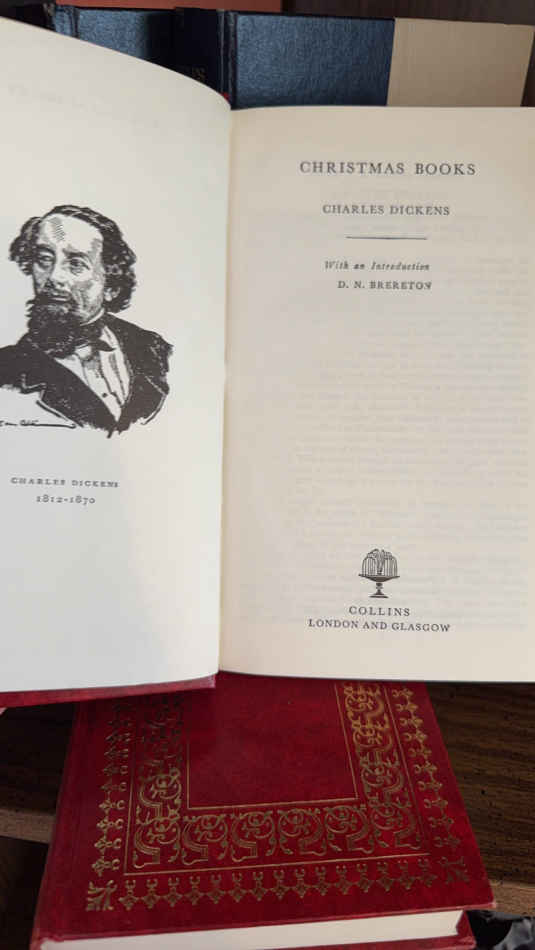 CHARLES DICKENS
1812-1870
CHRISTMAS BOOKS
CHARLES DICKENS
With an Introduction
D. N. BRERETON
COLLINS
LONDON AND GLASGOW